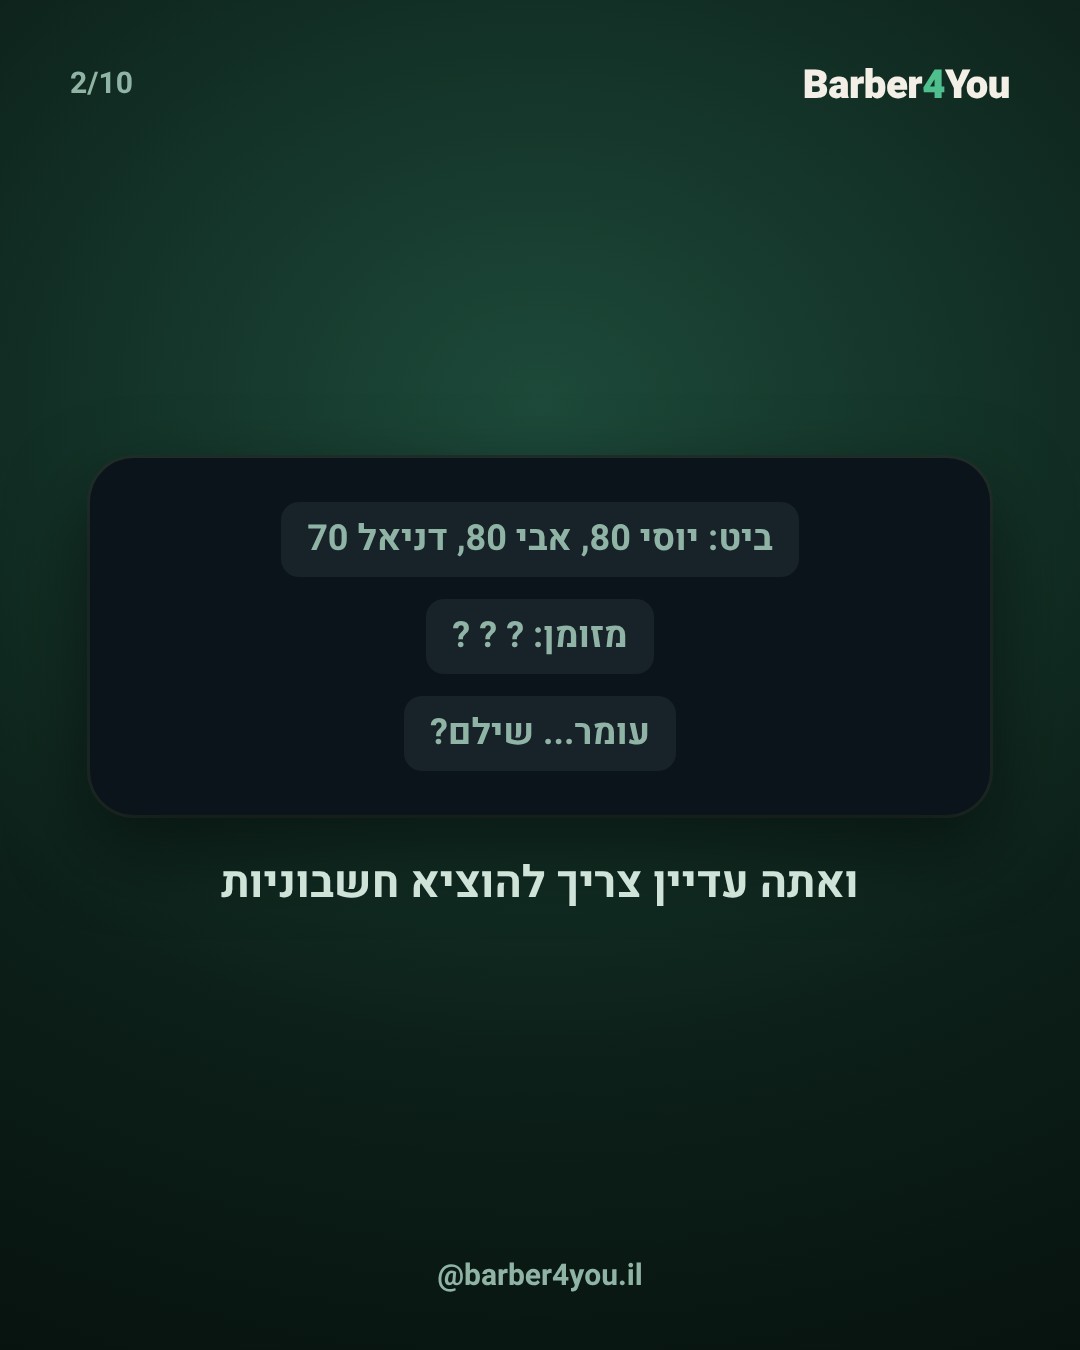 2/10
Barber4You
ביט: יוסי 80, אבי 80, דניאל 70
מזומן: ? ? ?
עומר... שילם?
ואתה עדיין צריך להוציא חשבוניות
@barber4you.il